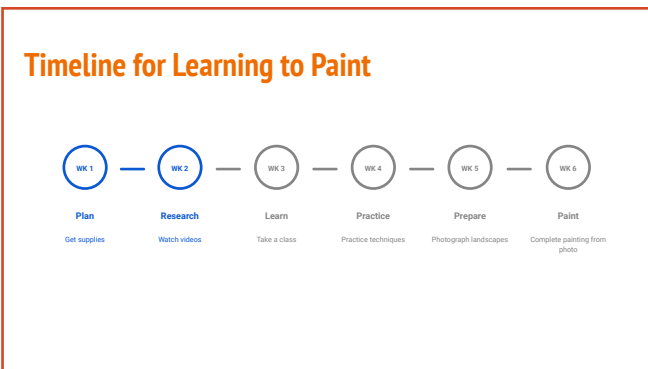 Timeline for Learning to Paint
WK 1
WK 2
WK 3
WK 4
WK 5
WK 6
Plan
Research
Learn
Practice
Prepare
Paint
Get supplies
Watch videos
Take a class
Practice techniques
Photograph landscapes
Complete painting from
photo